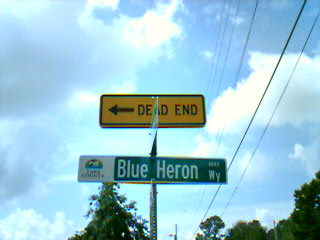 DEAD END
LAKE COUNTY
Blue Heron Wy